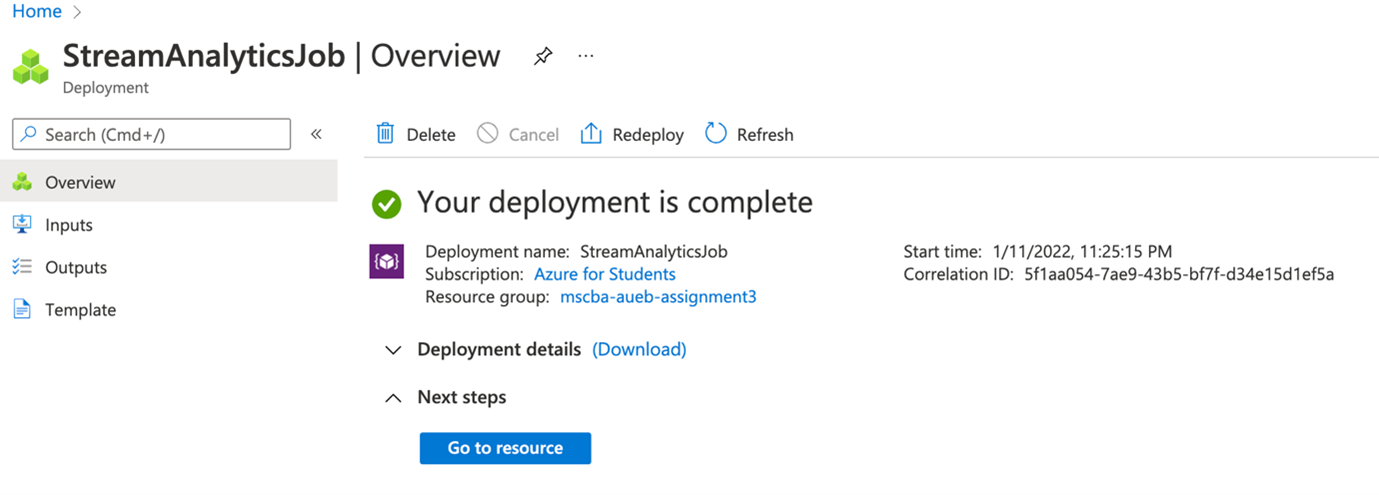 Home >
StreamAnalyticsJob | Overview ...
Deployment
Search (Cmd+/) «
Delete Cancel Redeploy Refresh
Overview
Inputs
Outputs
Template
Your deployment is complete
Deployment name: StreamAnalyticsJob
Subscription: Azure for Students
Resource group: mscba-aueb-assignment3
Start time: 1/11/2022, 11:25:15 PM
Correlation ID: 5f1aa054-7ae9-43b5-bf7f-d34e15d1ef5a
Deployment details (Download)
Next steps
Go to resource